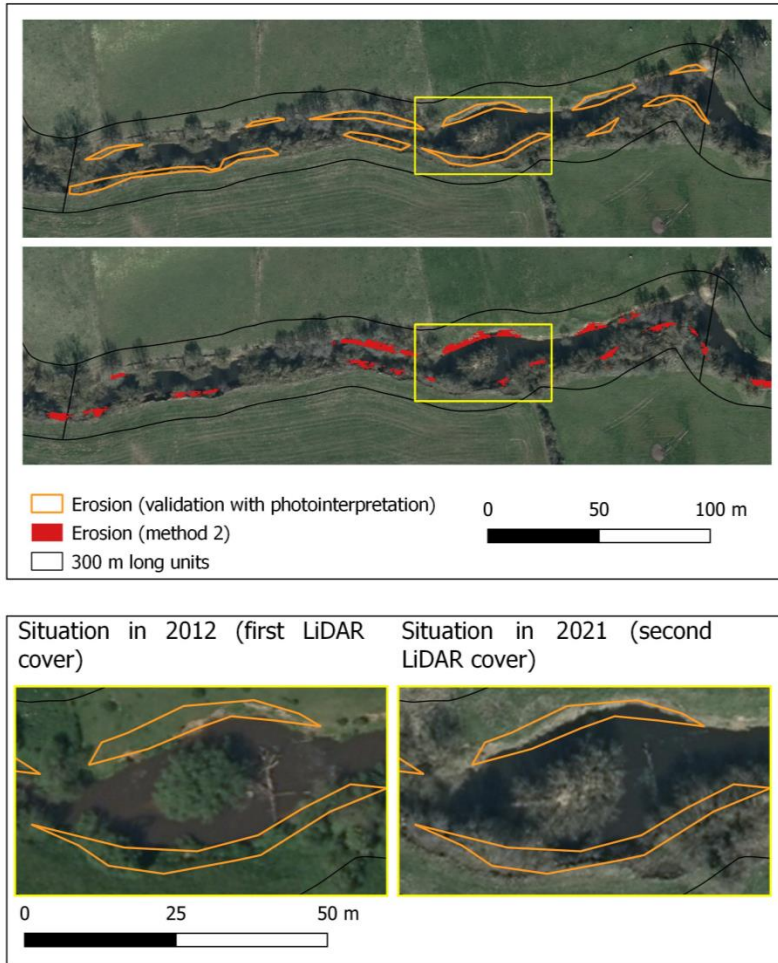 Erosion (validation with photointerpretation)
Erosion (method 2)
300 m long units
0 50 100 m
Situation in 2012 (first LiDAR
cover)
Situation in 2021 (second
LiDAR cover)
0 25 50 m